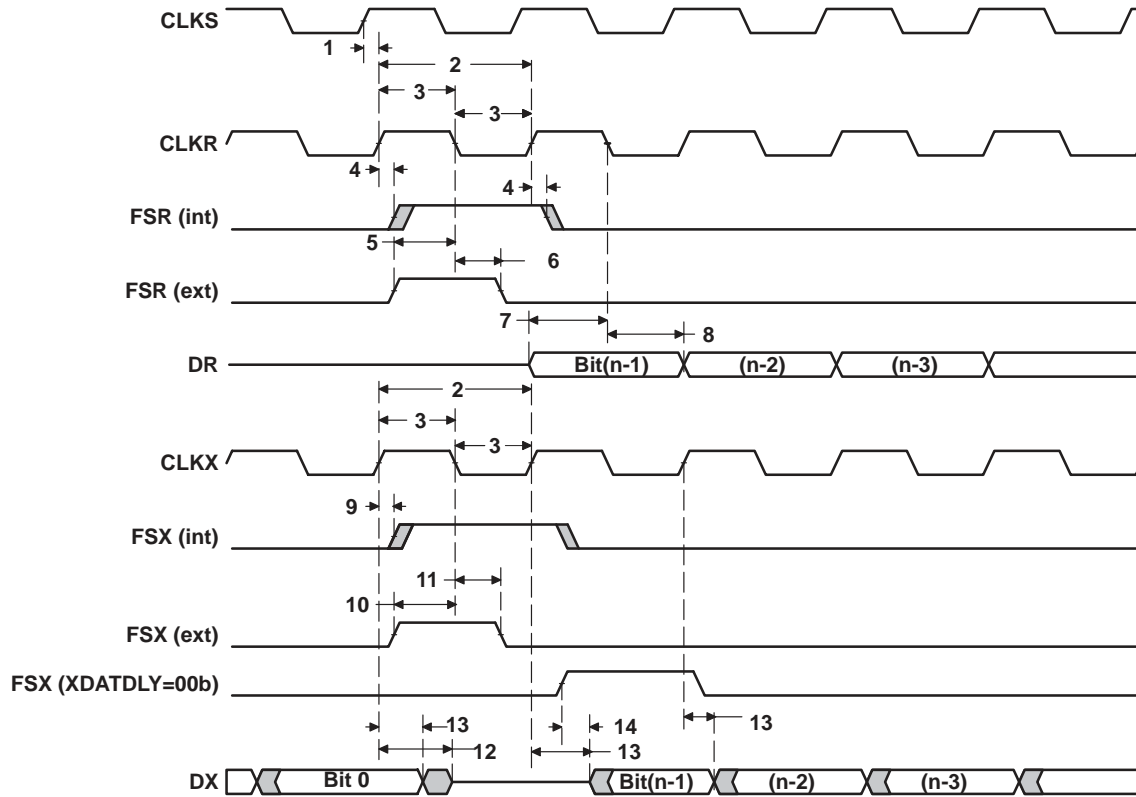 CLKS
1
2
3
3
CLKR
4
4
FSR (int)
5
6
FSR (ext)
7
8
DR
Bit(n-1)
(n-2)
(n-3)
2
3
3
CLKX
9
FSX (int)
11
10
FSX (ext)
FSX (XDATDLY=00b)
13
14
13
12
13
DX
Bit 0
Bit(n-1)
(n-2)
(n-3)